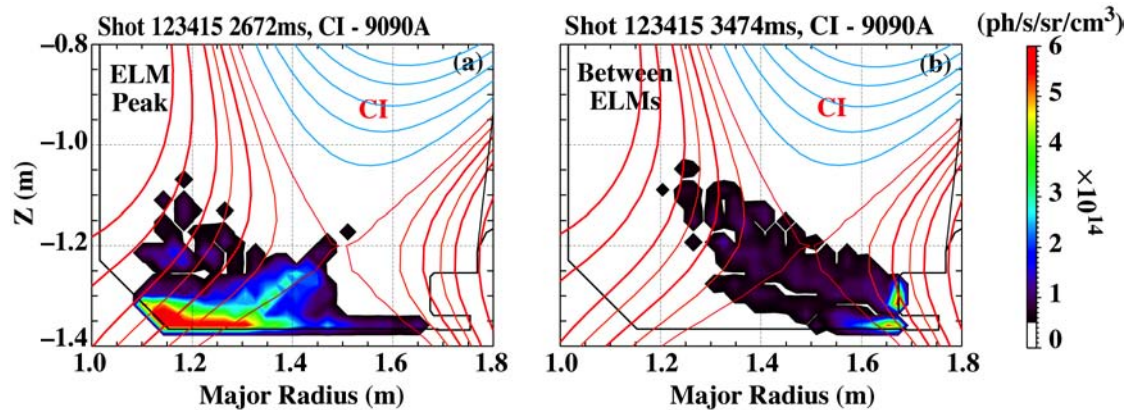 Shot 123415 2672ms, CI - 9090A
Shot 123415 3474ms, CI - 9090A
(ph/s/sr/cm³)
ELM
Peak
(a)
CI
Between
ELMs
(b)
CI
−0.8
−1.0
−1.2
−1.4
Z (m)
1.0 1.2 1.4 1.6 1.8
Major Radius (m)
1.0 1.2 1.4 1.6 1.8
Major Radius (m)
6
5
4
3
2
1
0
×10¹⁴